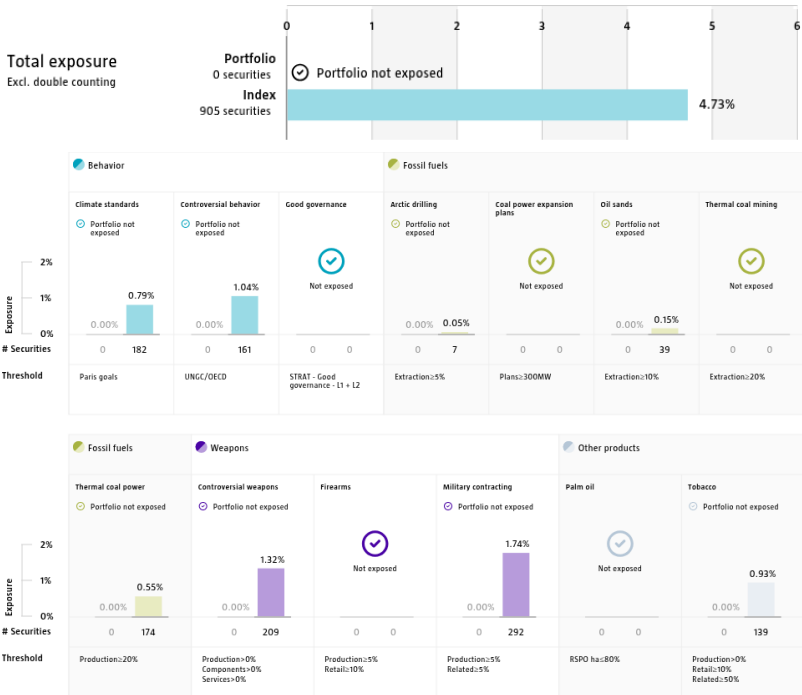 0 1 2 3 4 5 6
Total exposure
Excl. double counting
Portfolio
0 securities
Portfolio not exposed
Index
905 securities
4.73%
Behavior
Fossil fuels
Climate standards
Portfolio not
exposed
Controversial behavior
Portfolio not
exposed
Good governance
Not exposed
Arctic drilling
Portfolio not
exposed
Coal power expansion
plans
Not exposed
Oil sands
Portfolio not
exposed
Thermal coal mining
Not exposed
Exposure
2%
1%
0%
0.00% 0.79%
0.00% 1.04%
0.00% 0.05%
0.00% 0.15%
# Securities 0 182 0 161 0 0 0 7 0 0 0 39 0 0
Threshold
Paris goals
UNGC/OECD
STRAT - Good
governance - L1 + L2
Extraction≥5%
Plans≥300MW
Extraction≥10%
Extraction≥20%
Fossil fuels
Weapons
Other products
Thermal coal power
Portfolio not exposed
Controversial weapons
Portfolio not exposed
Firearms
Not exposed
Military contracting
Portfolio not exposed
Palm oil
Not exposed
Tobacco
Portfolio not exposed
Exposure
2%
1%
0%
0.00% 0.55%
0.00% 1.32%
0.00% 1.74%
0.00% 0.93%
# Securities 0 174 0 209 0 0 0 292 0 0 0 139
Threshold
Production≥20%
Production>0%
Components>0%
Services>0%
Production≥5%
Retail≥10%
Production≥5%
Related≥5%
RSPO ha≤80%
Production>0%
Retail≥10%
Related≥50%